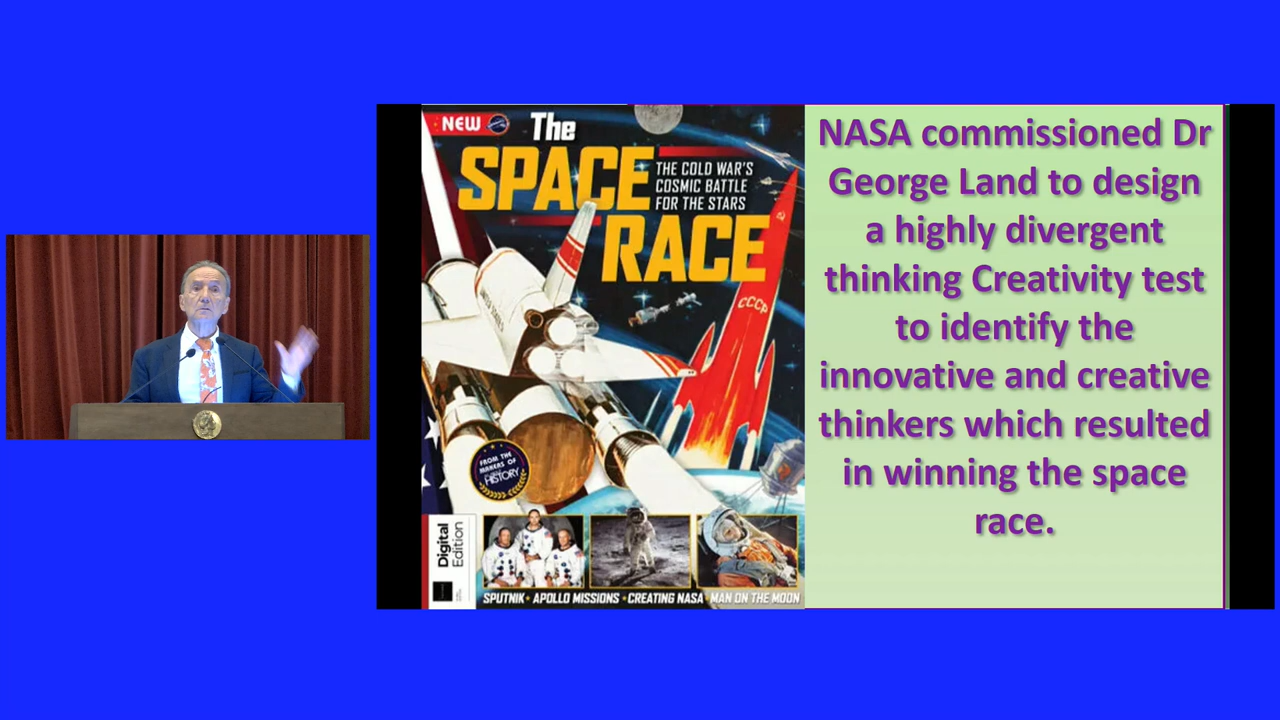 NEW
The
SPACE
RACE
THE COLD WAR'S
COSMIC BATTLE
FOR THE STARS
CCCP
FROM THE
MAKERS OF
HISTORY
Digital
Edition
SPUTNIK • APOLLO MISSIONS • CREATING NASA • MAN ON THE MOON
NASA commissioned Dr
George Land to design
a highly divergent
thinking Creativity test
to identify the
innovative and creative
thinkers which resulted
in winning the space
race.